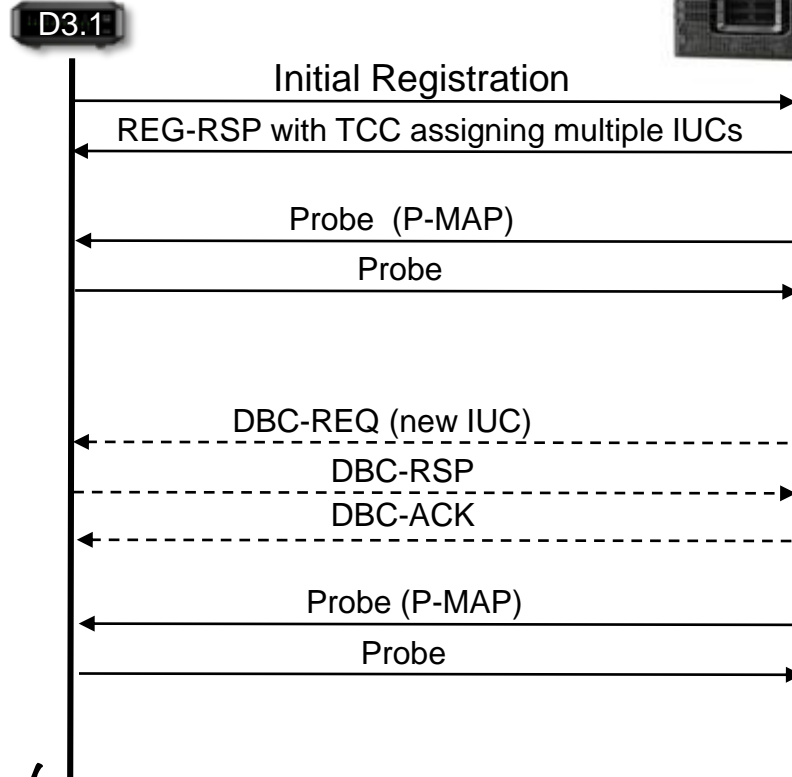 D3.1
Initial Registration
REG-RSP with TCC assigning multiple IUCs
Probe (P-MAP)
Probe
DBC-REQ (new IUC)
DBC-RSP
DBC-ACK
Probe (P-MAP)
Probe